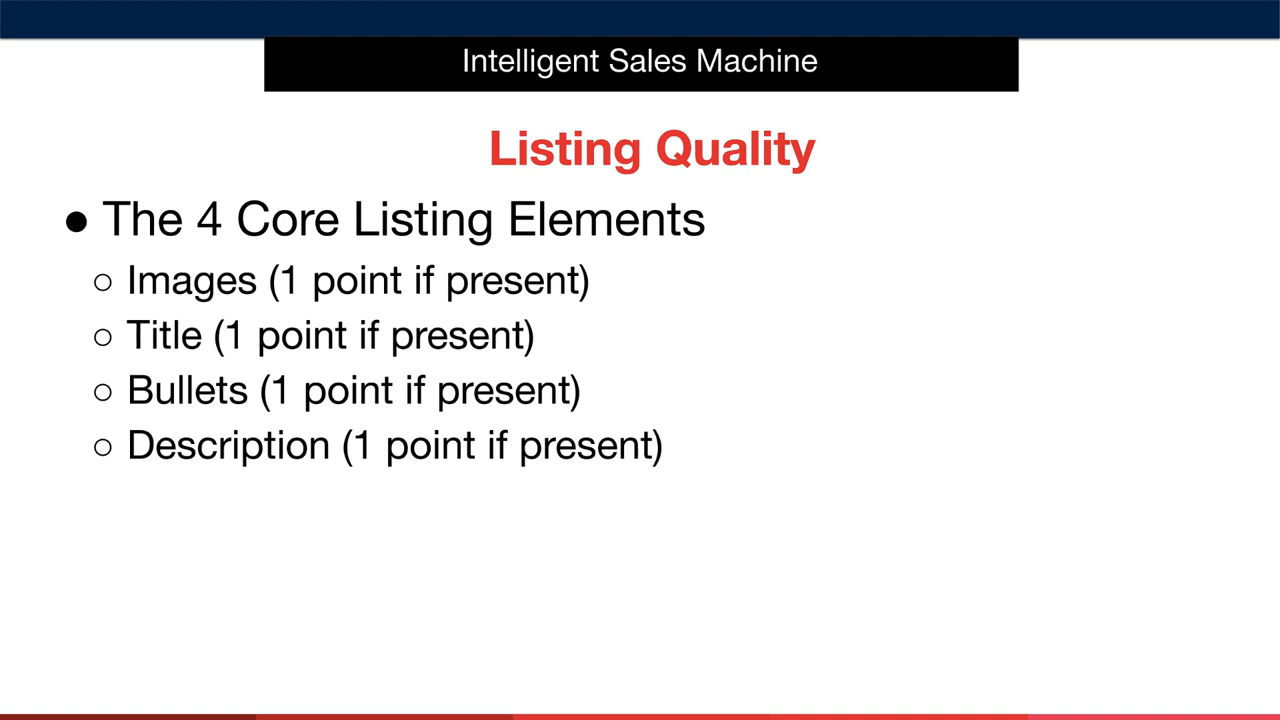 Intelligent Sales Machine
Listing Quality
● The 4 Core Listing Elements
○ Images (1 point if present)
○ Title (1 point if present)
○ Bullets (1 point if present)
○ Description (1 point if present)